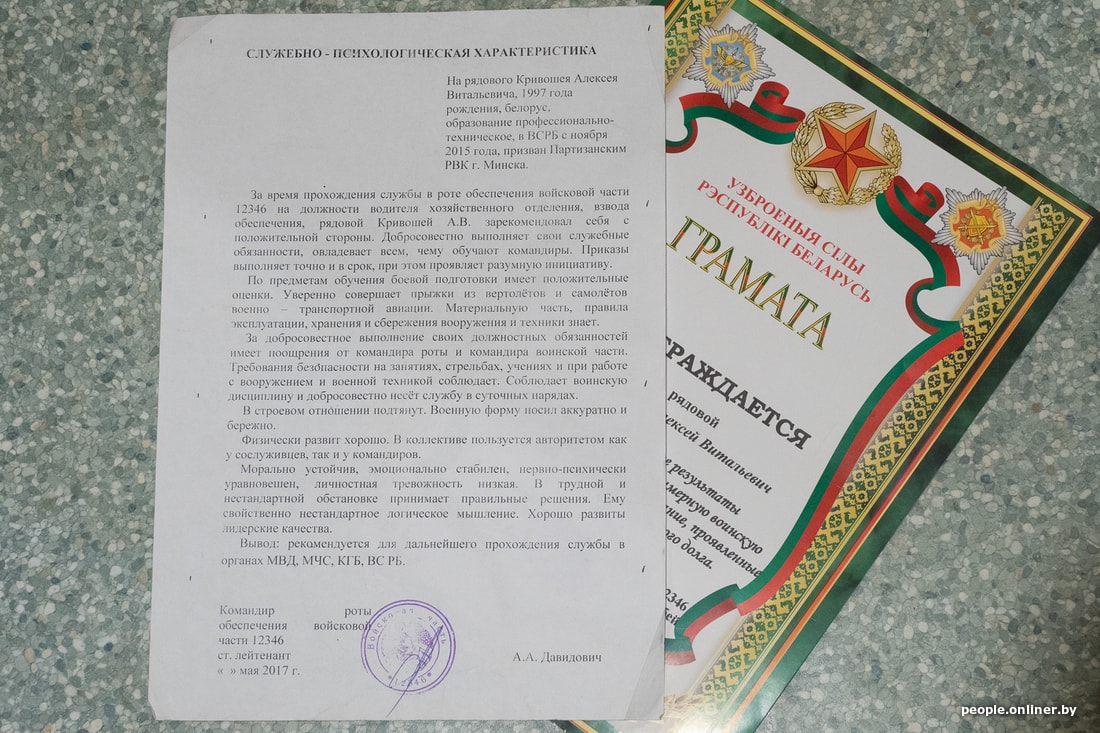 СЛУЖЕБНО - ПСИХОЛОГИЧЕСКАЯ ХАРАКТЕРИСТИКА
На рядового Кривошея Алексея
Витальевича, 1997 года
рождения, белорус,
образование профессионально-
техническое, в ВСРБ с ноября
2015 года, призван Партизанским
РВК г. Минска.
За время прохождения службы в роте обеспечения войсковой части
12346 на должности водителя хозяйственного отделения, взвода
обеспечения, рядовой Кривошей А.В. зарекомендовал себя с
положительной стороны. Добросовестно выполняет свои служебные
обязанности, овладевает всем, чему обучают командиры. Приказы
выполняет точно и в срок, при этом проявляет разумную инициативу.
По предметам обучения боевой подготовки имеет положительные
оценки. Уверенно совершает прыжки из вертолётов и самолётов
военно – транспортной авиации. Материальную часть, правила
эксплуатации, хранения и сбережения вооружения и техники знает.
За добросовестное выполнение своих должностных обязанностей
имеет поощрения от командира роты и командира воинской части.
Требования безопасности на занятиях, стрельбах, учениях и при работе
с вооружением и военной техникой соблюдает. Соблюдает воинскую
дисциплину и добросовестно несёт службу в суточных нарядах.
В строевом отношении подтянут. Военную форму носил аккуратно и
бережно.
Физически развит хорошо. В коллективе пользуется авторитетом как
у сослуживцев, так и у командиров.
Морально устойчив, эмоционально стабилен, нервно-психически
уравновешен, личностная тревожность низкая. В трудной и
нестандартной обстановке принимает правильные решения. Ему
свойственно нестандартное логическое мышление. Хорошо развиты
лидерские качества.
Вывод: рекомендуется для дальнейшего прохождения службы в
органах МВД, МЧС, КГБ, ВС РБ.
Командир роты
обеспечения войсковой
части 12346
ст. лейтенант
« » мая 2017 г.
А.А. Давидович
Войсковая часть
*12346*
УЗБРОЕНЫЯ СІЛЫ
РЭСПУБЛІКІ БЕЛАРУСЬ
ГРАМАТА
ГРАЖДАЕТСЯ
рядовой
лексей Витальевич
е результаты
имерную воинскую
ение, проявленные
го долга.
12346
people.onliner.by